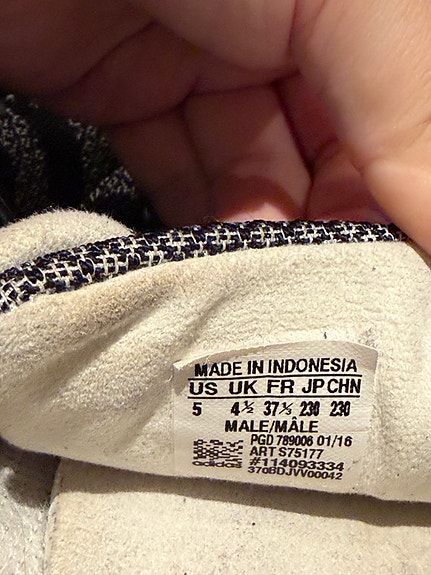 MADE IN INDONESIA
US UK FR JP CHN
5 4½ 37⅓ 230 230
MALE/MÂLE
PGD 789006 01/16
ART S75177
#114093334
adidas 370BDJVV00042